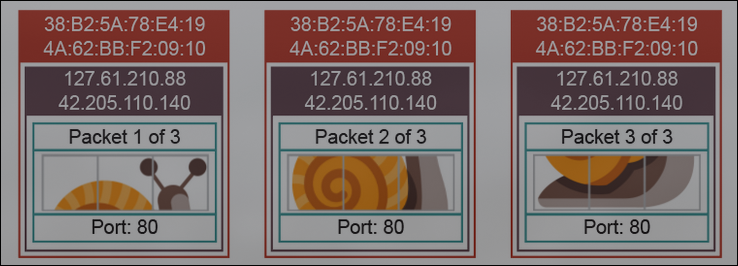 38:B2:5A:78:E4:19
4A:62:BB:F2:09:10
127.61.210.88
42.205.110.140
Packet 1 of 3
Port: 80
38:B2:5A:78:E4:19
4A:62:BB:F2:09:10
127.61.210.88
42.205.110.140
Packet 2 of 3
Port: 80
38:B2:5A:78:E4:19
4A:62:BB:F2:09:10
127.61.210.88
42.205.110.140
Packet 3 of 3
Port: 80